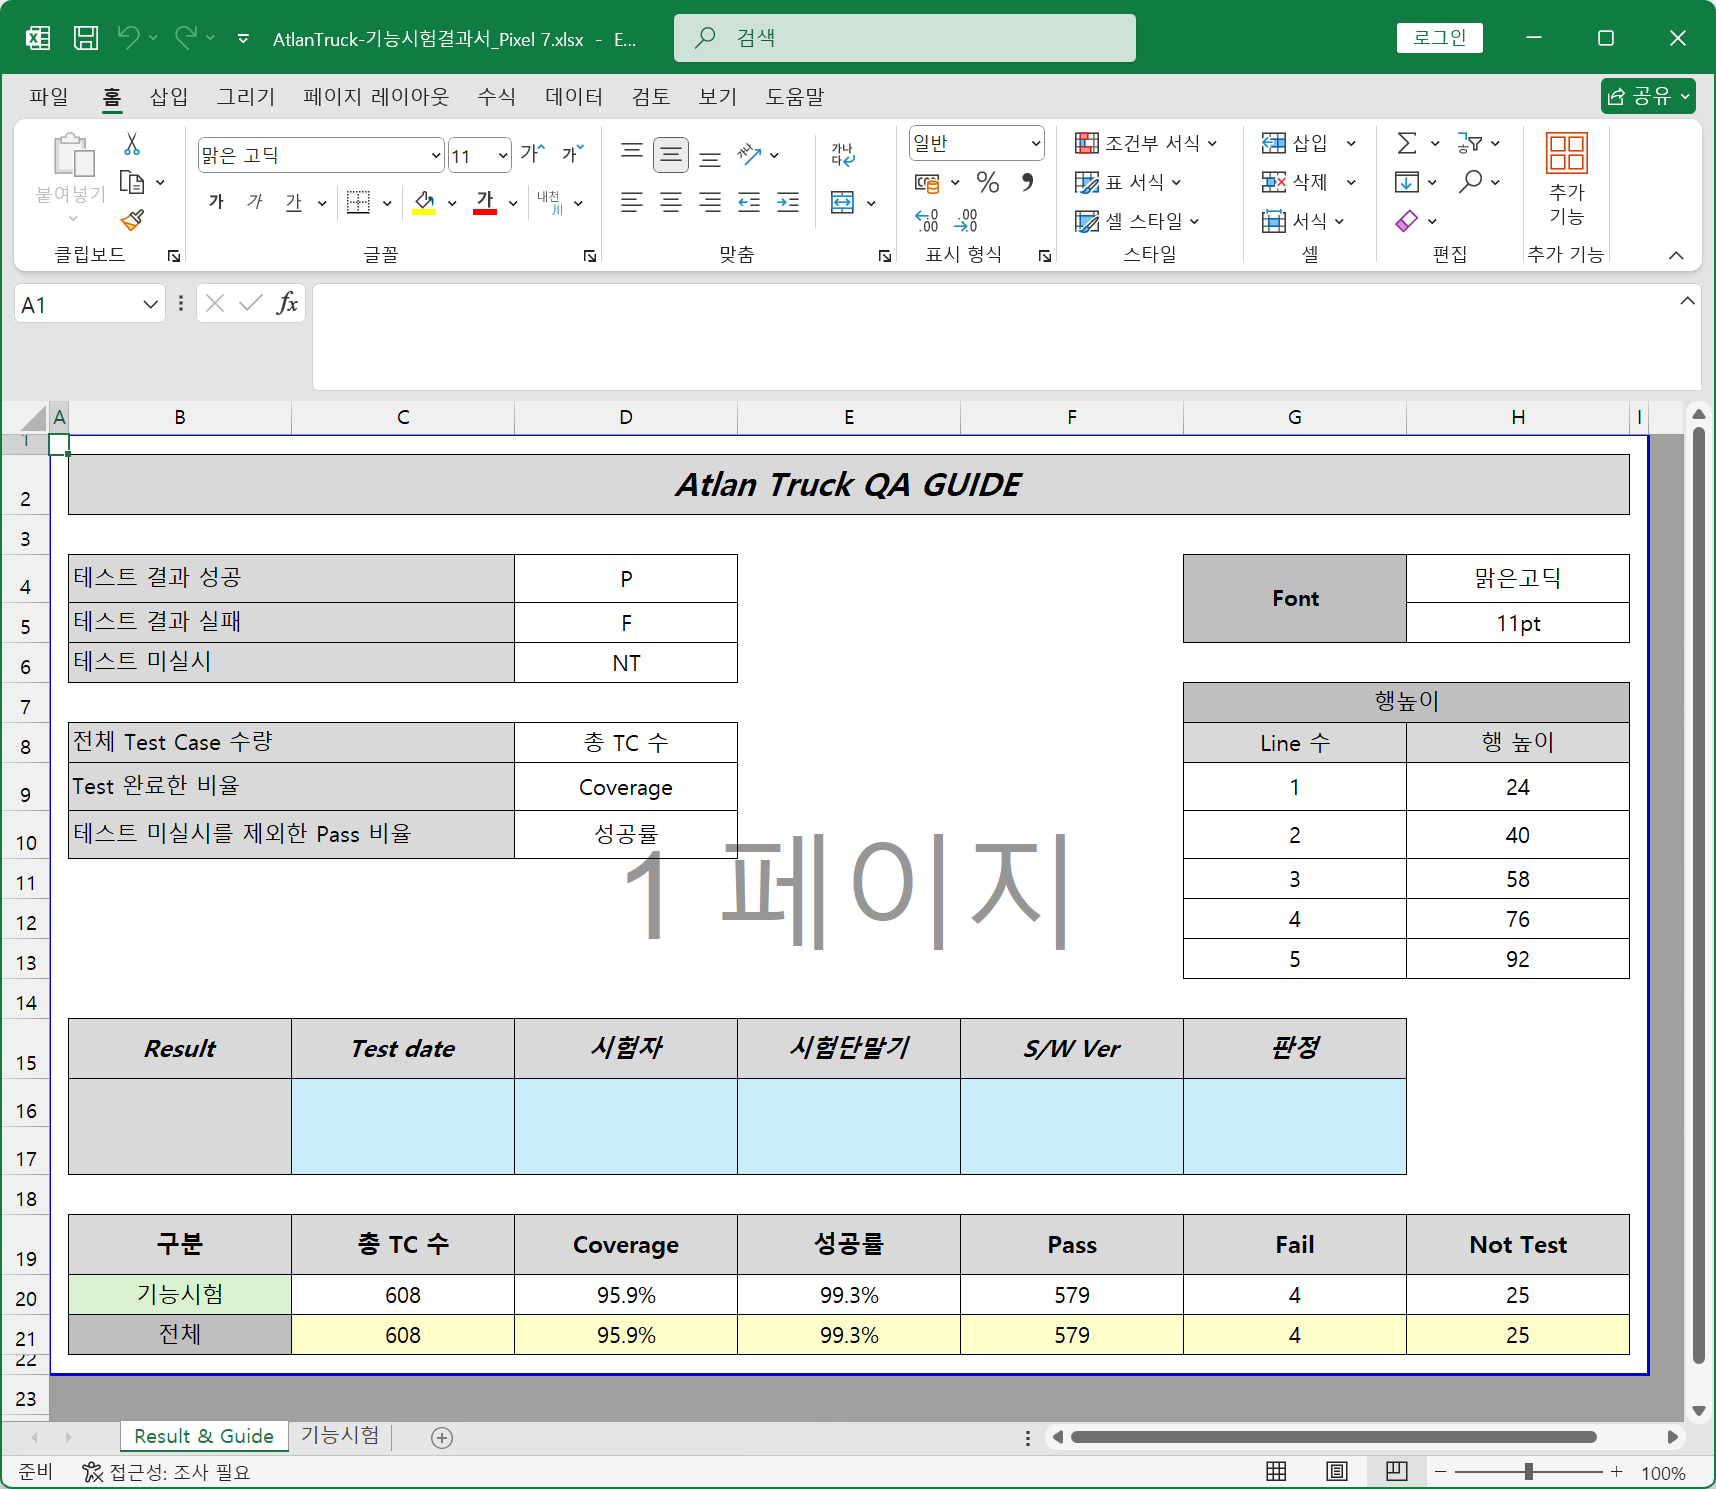 AtlanTruck-기능시험결과서_Pixel 7.xlsx - E...
검색
로그인
파일 홈 삽입 그리기 페이지 레이아웃 수식 데이터 검토 보기 도움말
공유
붙여넣기
클립보드
맑은 고딕 11 가 가
가 가 가 가 내천
글꼴
가나다
맞춤
일반
% .00 .00
표시 형식
조건부 서식
표 서식
셀 스타일
스타일
삽입
삭제
서식
셀
편집
추가 기능
추가 기능
A1 fx
A B C D E F G H I
1
2 Atlan Truck QA GUIDE
3
4 테스트 결과 성공 P Font 맑은고딕
5 테스트 결과 실패 F 11pt
6 테스트 미실시 NT
7 행높이
8 전체 Test Case 수량 총 TC 수 Line 수 행 높이
9 Test 완료한 비율 Coverage 1 24
10 테스트 미실시를 제외한 Pass 비율 성공률 2 40
1 페이지
11 3 58
12 4 76
13 5 92
14
15 Result Test date 시험자 시험단말기 S/W Ver 판정
16
17
18
19 구분 총 TC 수 Coverage 성공률 Pass Fail Not Test
20 기능시험 608 95.9% 99.3% 579 4 25
21 전체 608 95.9% 99.3% 579 4 25
22
23
Result & Guide 기능시험
준비 접근성: 조사 필요 100%